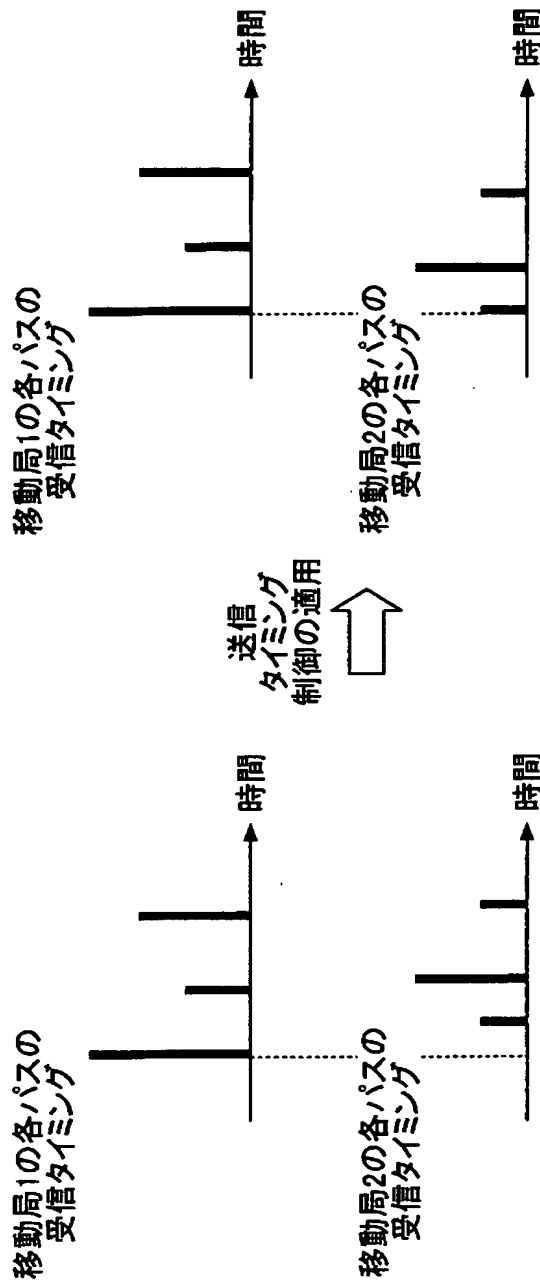 移動局1の各パスの
受信タイミング
時間
移動局2の各パスの
受信タイミング
時間
送信
タイミング
制御の適用
移動局1の各パスの
受信タイミング
時間
移動局2の各パスの
受信タイミング
時間